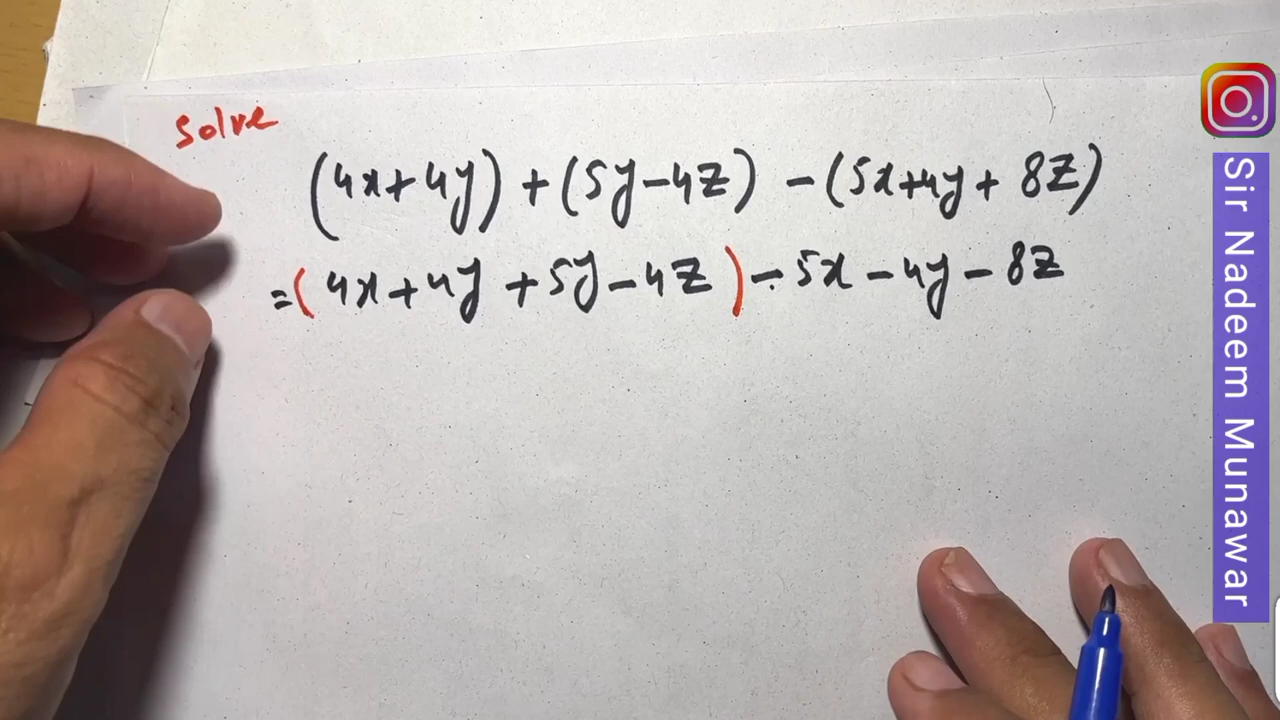 Solve
(4x+4y) + (5y-4z) - (5x+4y+ 8z)
= ( 4x+4y +5y-4z ) - 5x - 4y - 8z
Sir Nadeem Munawar